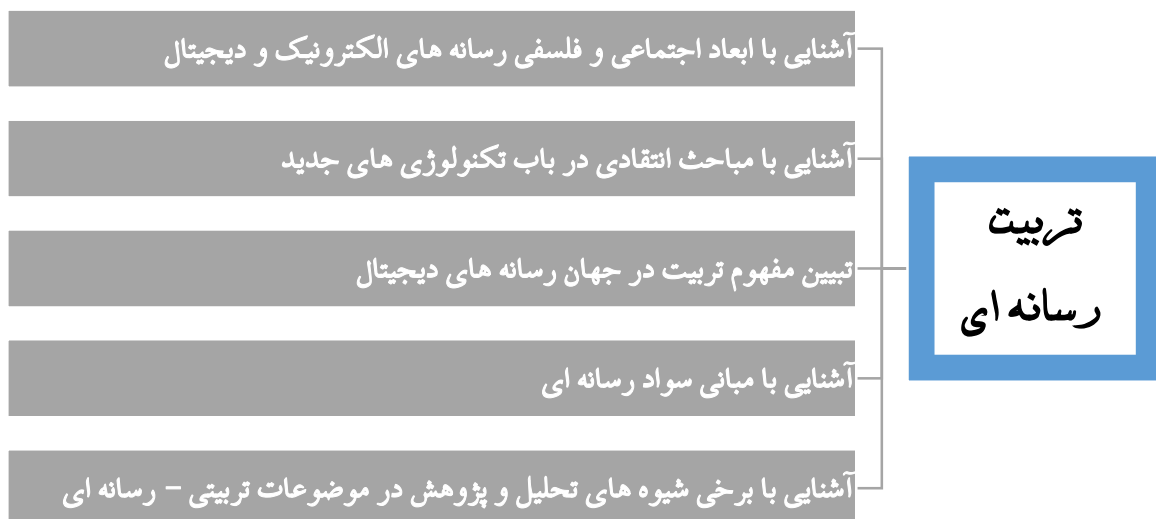 تربیت
رسانه ای
آشنایی با ابعاد اجتماعی و فلسفی رسانه های الکترونیک و دیجیتال
آشنایی با مباحث انتقادی در باب تکنولوژی های جدید
تبیین مفهوم تربیت در جهان رسانه های دیجیتال
آشنایی با مبانی سواد رسانه ای
آشنایی با برخی شیوه های تحلیل و پژوهش در موضوعات تربیتی – رسانه ای